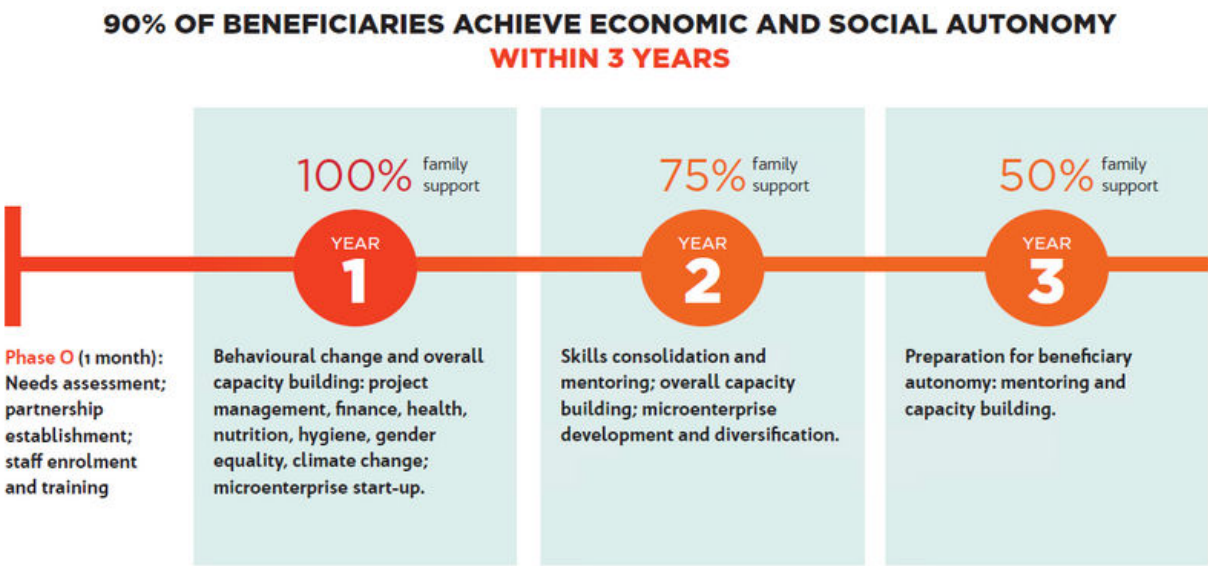 90% OF BENEFICIARIES ACHIEVE ECONOMIC AND SOCIAL AUTONOMY
WITHIN 3 YEARS
Phase O (1 month):
Needs assessment;
partnership
establishment;
staff enrolment
and training
100% family
support
YEAR
1
Behavioural change and overall
capacity building: project
management, finance, health,
nutrition, hygiene, gender
equality, climate change;
microenterprise start-up.
75% family
support
YEAR
2
Skills consolidation and
mentoring; overall capacity
building; microenterprise
development and diversification.
50% family
support
YEAR
3
Preparation for beneficiary
autonomy: mentoring and
capacity building.